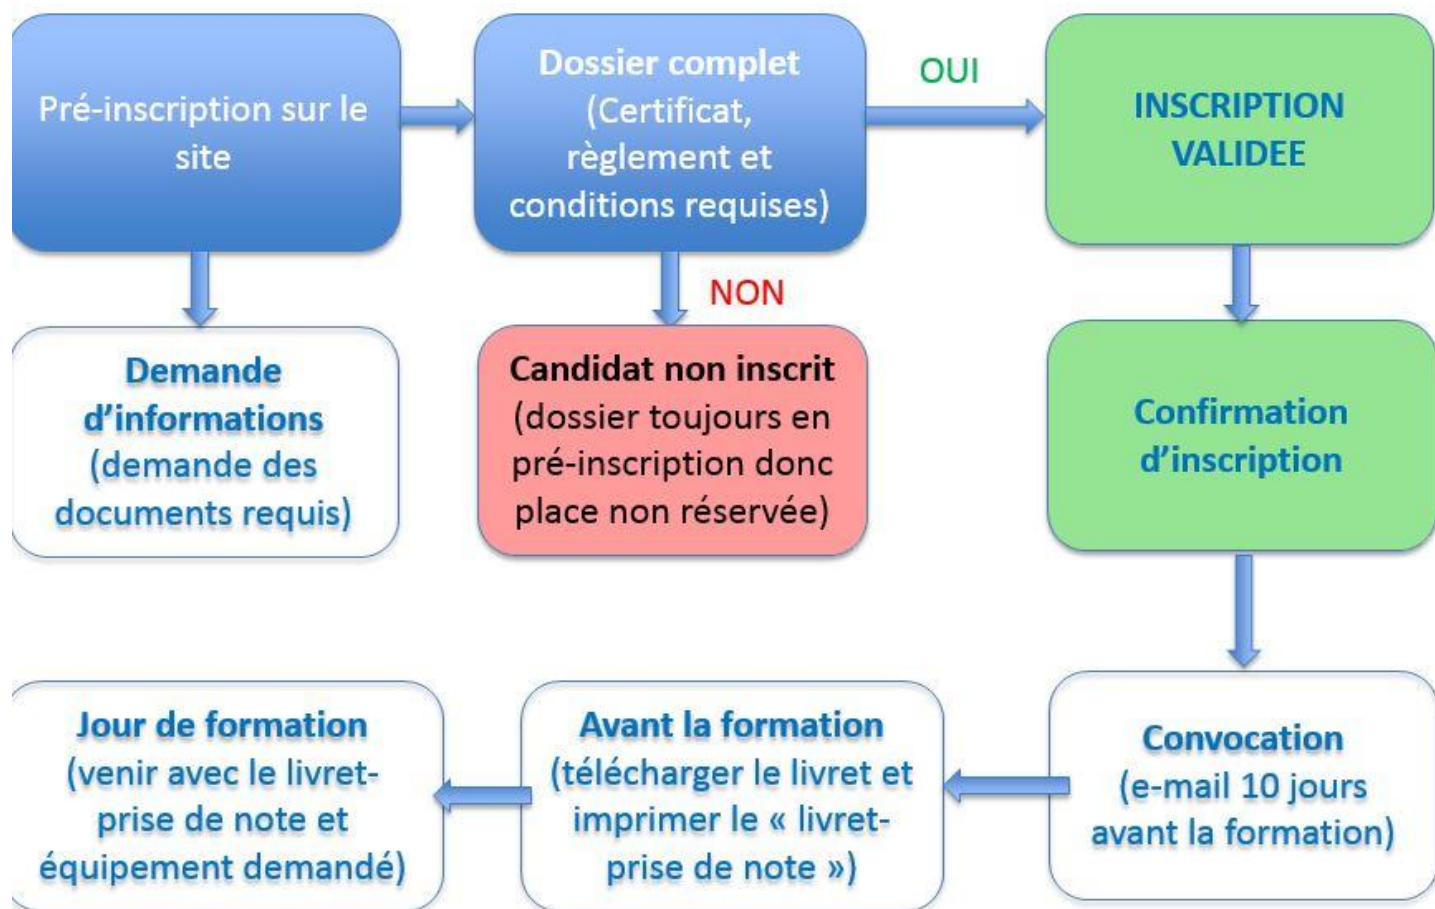 Pré-inscription sur le
site
Dossier complet
(Certificat,
règlement et
conditions requises)
OUI
INSCRIPTION
VALIDEE
NON
Demande
d'informations
(demande des
documents requis)
Candidat non inscrit
(dossier toujours en
pré-inscription donc
place non réservée)
Confirmation
d'inscription
Jour de formation
(venir avec le livret-
prise de note et
équipement demandé)
Avant la formation
(télécharger le livret et
imprimer le « livret-
prise de note »)
Convocation
(e-mail 10 jours
avant la formation)